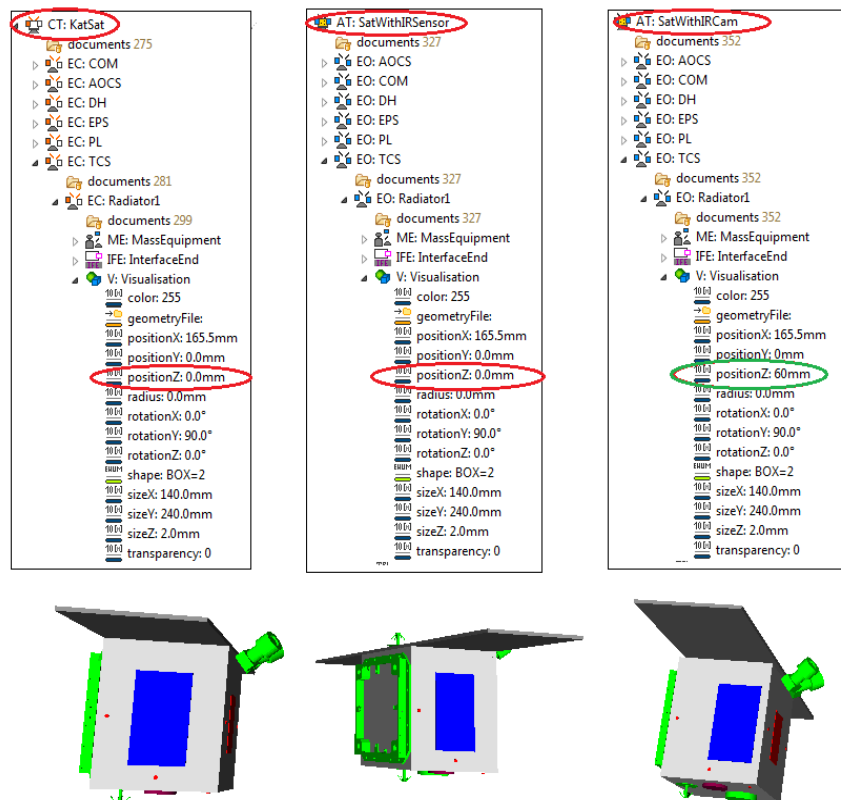 CT: KatSat
documents 275
EC: COM
EC: AOCS
EC: DH
EC: EPS
EC: PL
EC: TCS
documents 281
EC: Radiator1
documents 299
ME: MassEquipment
IFE: InterfaceEnd
V: Visualisation
color: 255
geometryFile:
positionX: 165.5mm
positionY: 0.0mm
positionZ: 0.0mm
radius: 0.0mm
rotationX: 0.0°
rotationY: 90.0°
rotationZ: 0.0°
shape: BOX=2
sizeX: 140.0mm
sizeY: 240.0mm
sizeZ: 2.0mm
transparency: 0
AT: SatWithIRSensor
documents 327
EO: AOCS
EO: COM
EO: DH
EO: EPS
EO: PL
EO: TCS
documents 327
EO: Radiator1
documents 327
ME: MassEquipment
IFE: InterfaceEnd
V: Visualisation
color: 255
geometryFile:
positionX: 165.5mm
positionY: 0.0mm
positionZ: 0.0mm
radius: 0.0mm
rotationX: 0.0°
rotationY: 90.0°
rotationZ: 0.0°
shape: BOX=2
sizeX: 140.0mm
sizeY: 240.0mm
sizeZ: 2.0mm
transparency: 0
AT: SatWithIRCam
documents 352
EO: AOCS
EO: COM
EO: DH
EO: EPS
EO: PL
EO: TCS
documents 352
EO: Radiator1
documents 352
ME: MassEquipment
IFE: InterfaceEnd
V: Visualisation
color: 255
geometryFile:
positionX: 165.5mm
positionY: 0mm
positionZ: 60mm
radius: 0.0mm
rotationX: 0.0°
rotationY: 90.0°
rotationZ: 0.0°
shape: BOX=2
sizeX: 140.0mm
sizeY: 240.0mm
sizeZ: 2.0mm
transparency: 0